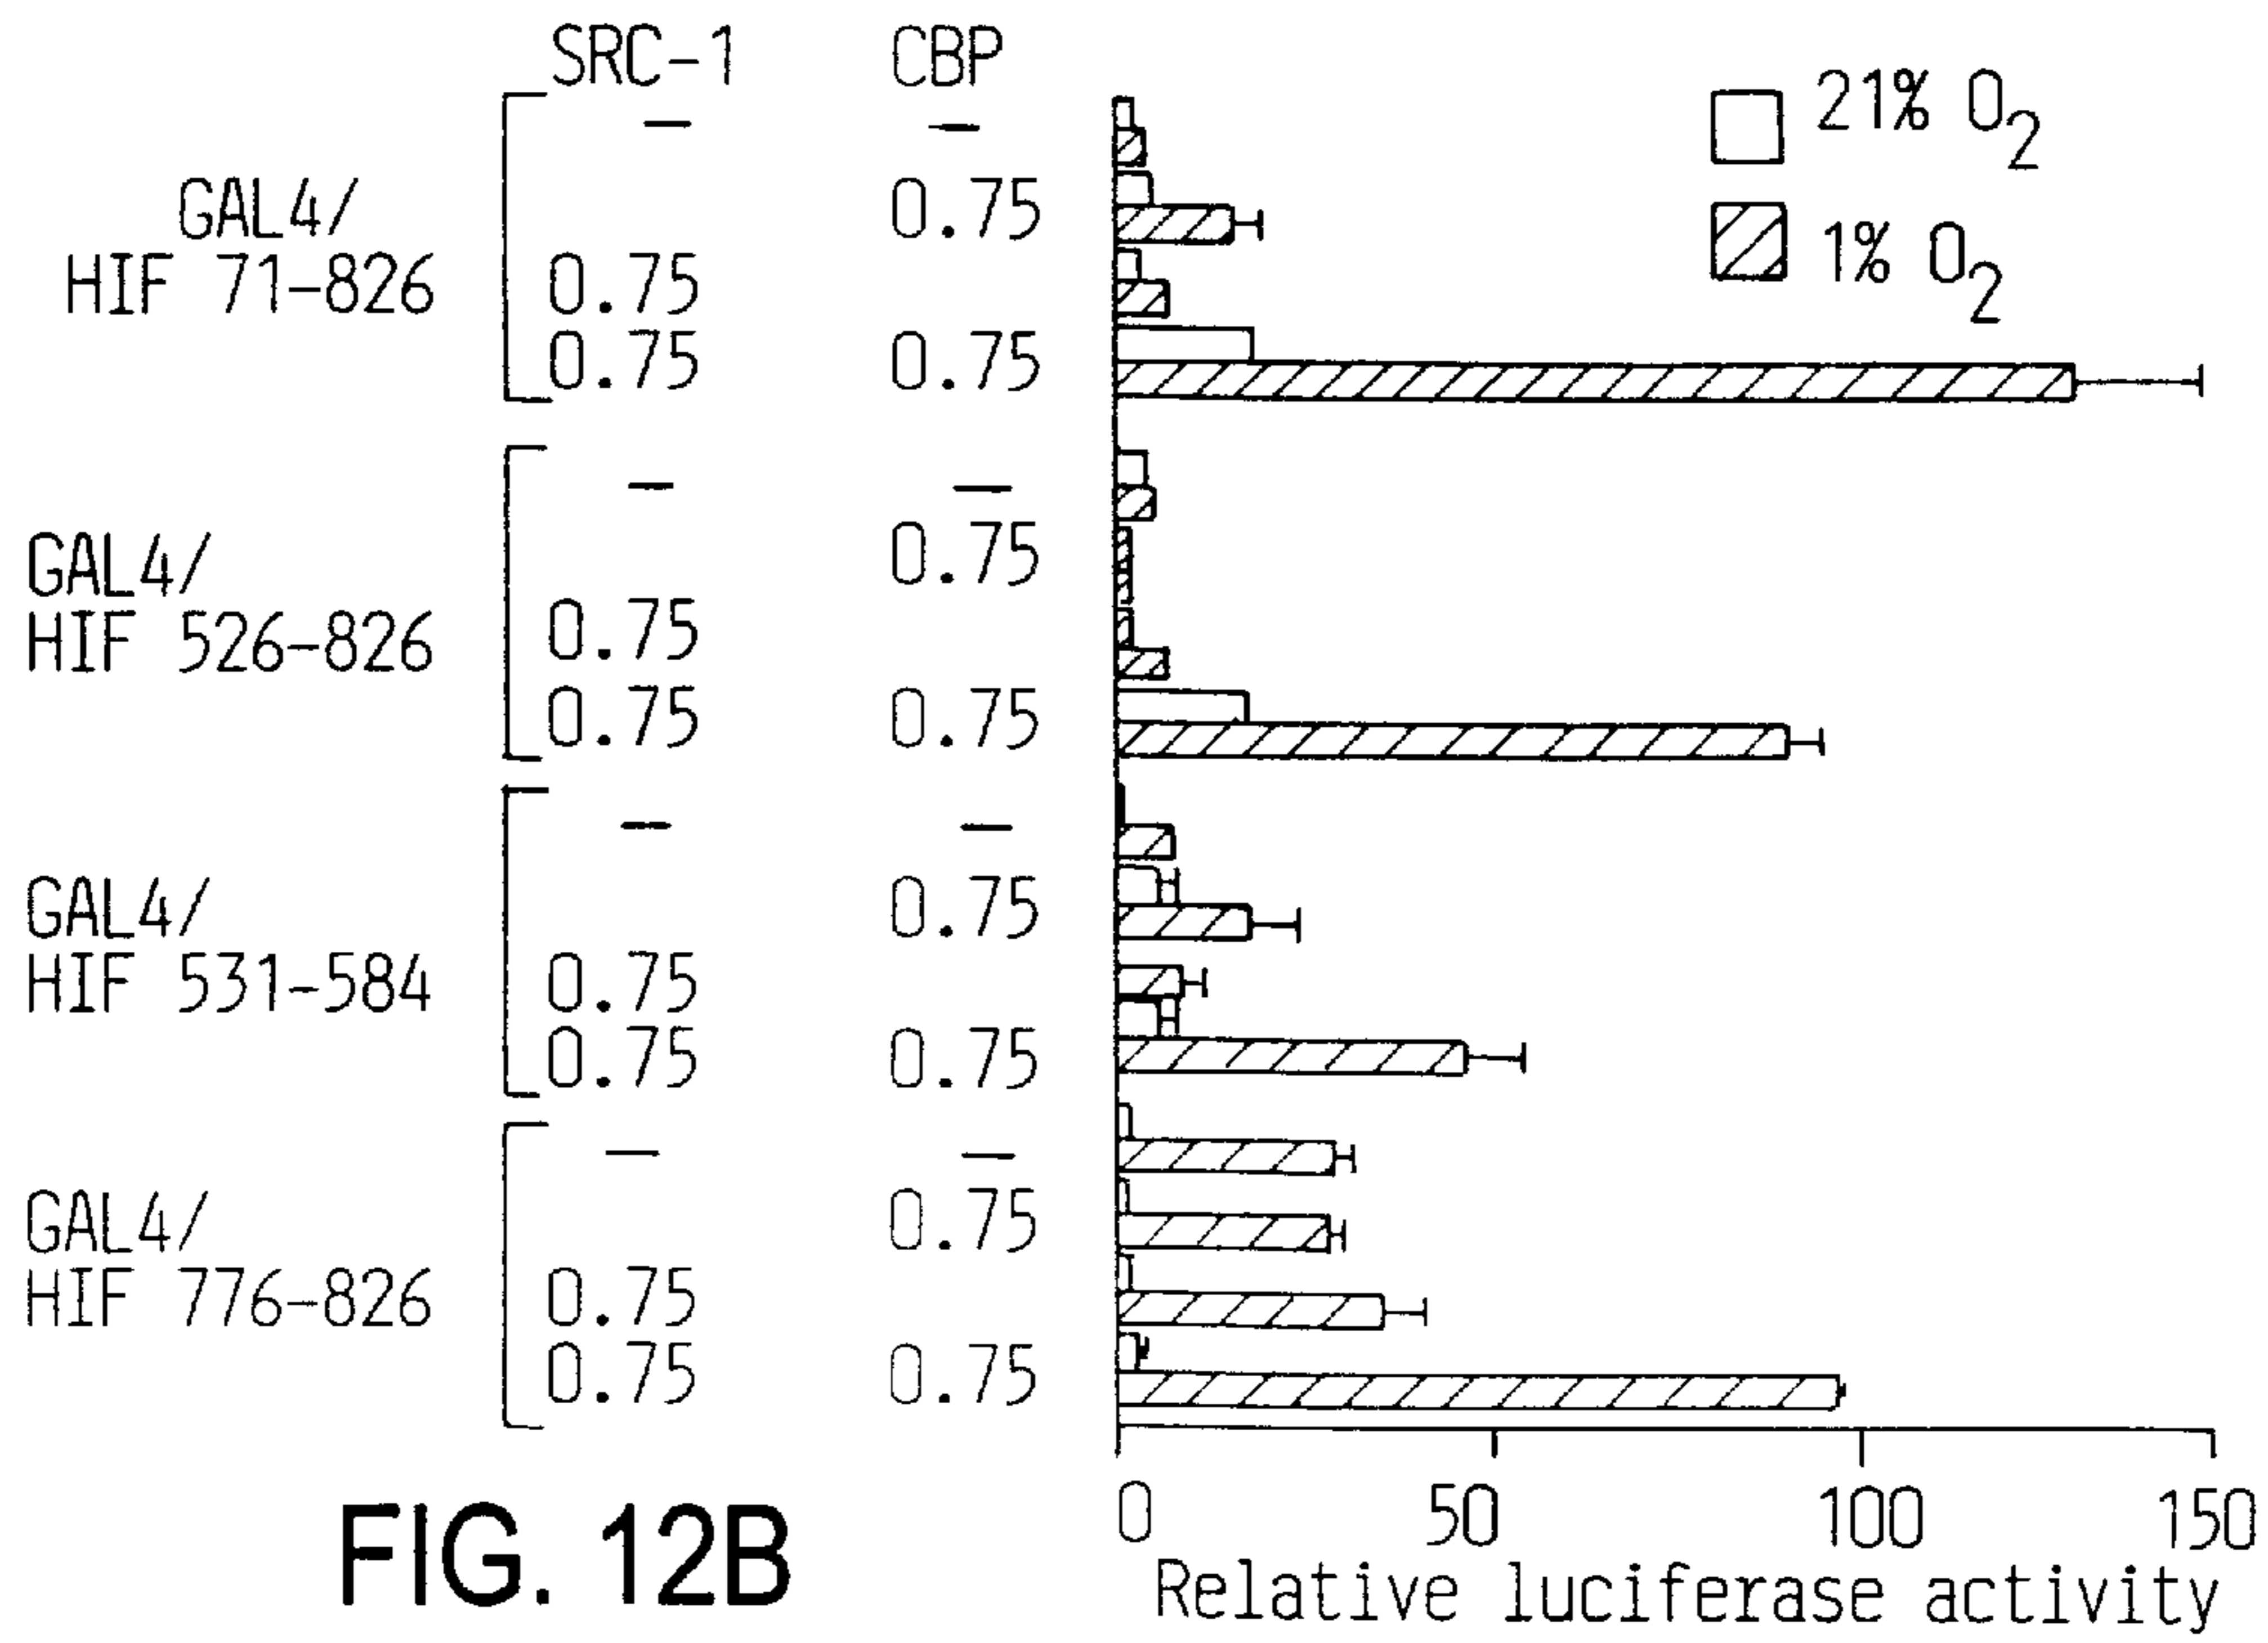 SRC-1 CBP
— —
21% O2
GAL4/ 0.75
1% O2
HIF 71-826 0.75
0.75 0.75
— —
GAL4/ 0.75
HIF 526-826 0.75
0.75 0.75
— —
GAL4/ 0.75
HIF 531-584 0.75
0.75 0.75
— —
GAL4/ 0.75
HIF 776-826 0.75
0.75 0.75
0 50 100 150
Relative luciferase activity
FIG. 12B